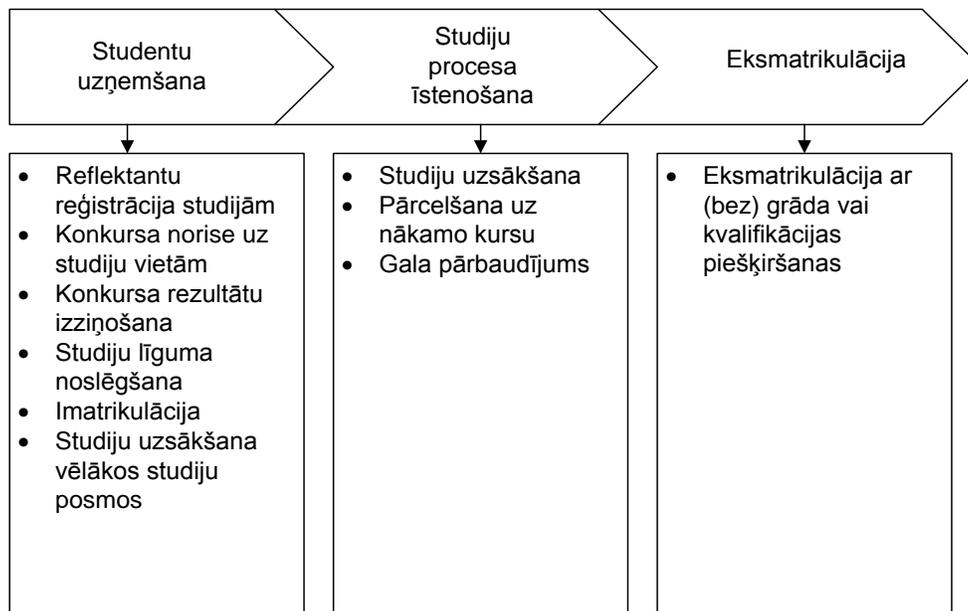 Studentu
uzņemšana
Studiju
procesa
īstenošana
Eksmatrikulācija
• Reflektantu
reģistrācija studijām
• Konkursa norise uz
studiju vietām
• Konkursa rezultātu
izziņošana
• Studiju līguma
noslēgšana
• Imatrikulācija
• Studiju uzsākšana
vēlākos studiju
posmos
• Studiju uzsākšana
• Pārcelšana uz
nākamo kursu
• Gala pārbaudījums
• Eksmatrikulācija ar
(bez) grāda vai
kvalifikācijas
piešķiršanas